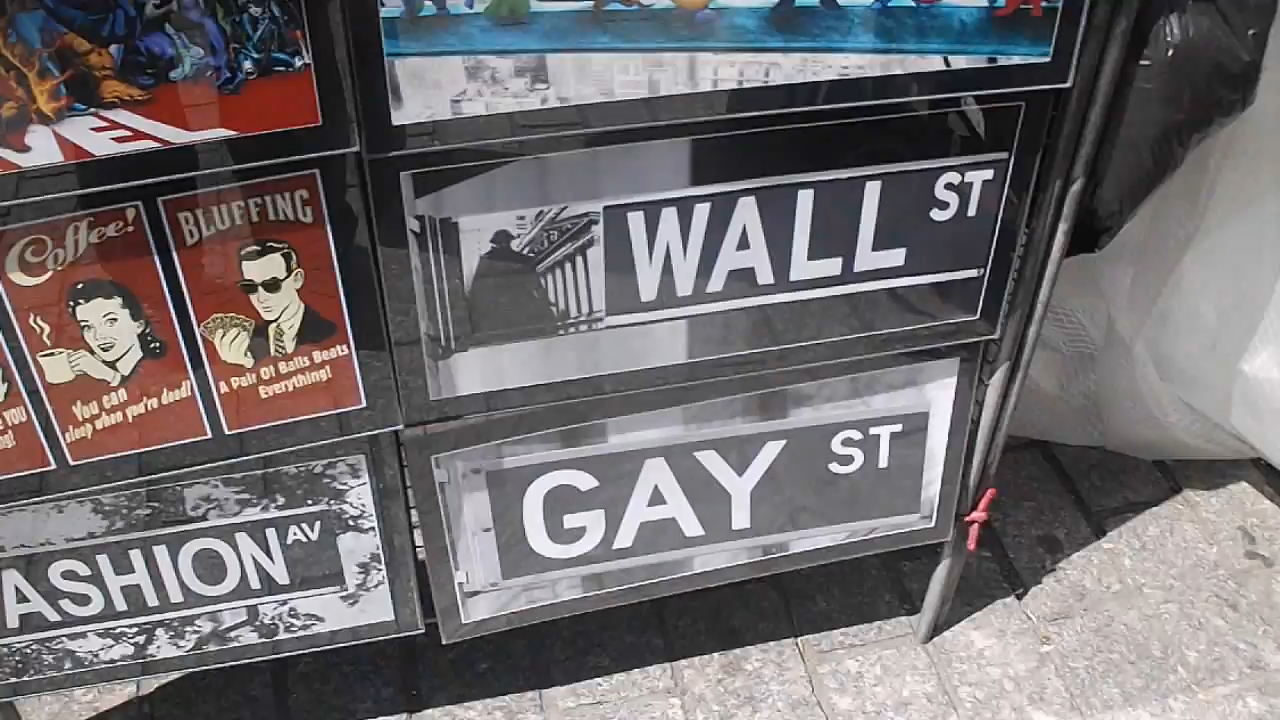 Coffee!
You can
sleep when you're dead!
BLUFFING
A Pair Of Balls Beats
Everything!
WALL ST
GAY ST
ASHION AV
YOU